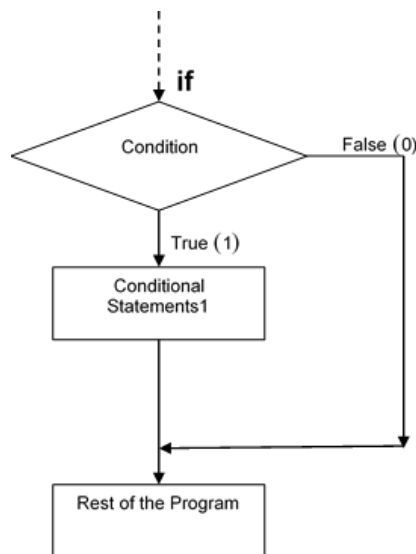 if
Condition
False (0)
True (1)
Conditional
Statements1
Rest of the Program